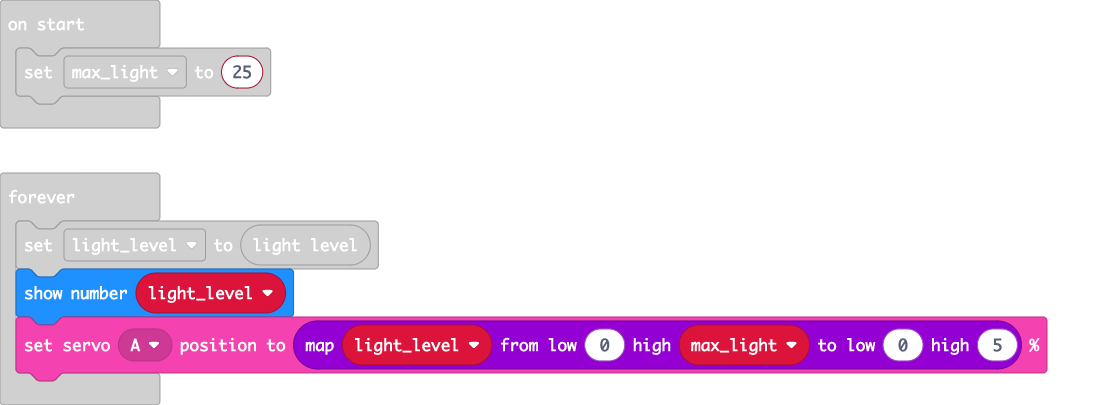 on start
set max_light to 25
forever
set light_level to light level
show number light_level
set servo A position to map light_level from low 0 high max_light to low 0 high 5 %